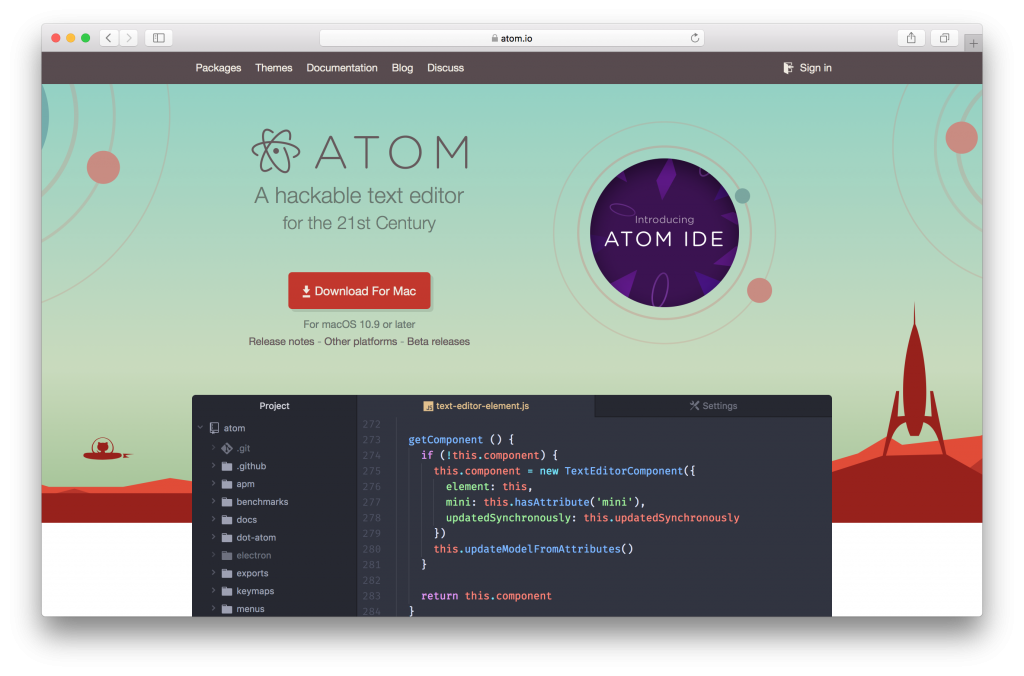 atom.io
Packages Themes Documentation Blog Discuss Sign in
ATOM
A hackable text editor
for the 21st Century
Introducing
ATOM IDE
Download For Mac
For macOS 10.9 or later
Release notes - Other platforms - Beta releases
Project
atom
.git
.github
apm
benchmarks
docs
dot-atom
electron
exports
keymaps
menus
text-editor-element.js
Settings
272
273 getComponent () {
274 if (!this.component) {
275 this.component = new TextEditorComponent({
276 element: this,
277 mini: this.hasAttribute('mini'),
278 updatedSynchronously: this.updatedSynchronously
279 })
280 this.updateModelFromAttributes()
281 }
282
283 return this.component
284 }